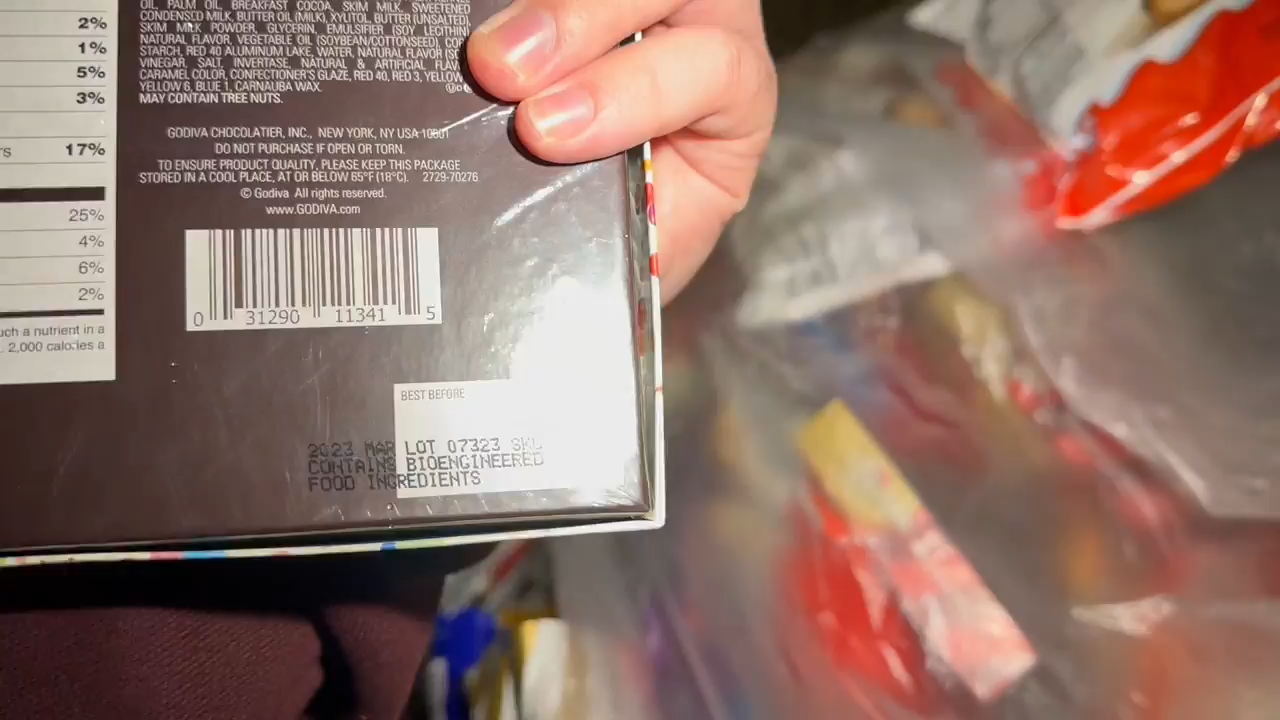 2%
1%
5%
3%
17%
25%
4%
6%
2%
uch a nutrient in a
2,000 calories a
OIL, PALM OIL, BREAKFAST COCOA, SKIM MILK, SWEETENED
CONDENSED MILK, BUTTER OIL (MILK), XYLITOL, BUTTER (UNSALTED),
SKIM MILK POWDER, GLYCERIN, EMULSIFIER (SOY LECITHIN)
NATURAL FLAVOR, VEGETABLE OIL (SOYBEAN/COTTONSEED),
STARCH, RED 40 ALUMINUM LAKE, WATER, NATURAL FLAVOR
VINEGAR, SALT, INVERTASE, NATURAL & ARTIFICIAL
CARAMEL COLOR, CONFECTIONER'S GLAZE, RED 40, RED 3, YELLOW
YELLOW 6, BLUE 1, CARNAUBA WAX.
MAY CONTAIN TREE NUTS.
GODIVA CHOCOLATIER, INC., NEW YORK, NY USA 10001
DO NOT PURCHASE IF OPEN OR TORN.
TO ENSURE PRODUCT QUALITY, PLEASE KEEP THIS PACKAGE
STORED IN A COOL PLACE, AT OR BELOW 65°F (18°C). 2729-70276
© Godiva All rights reserved.
www.GODIVA.com
0 31290 11341 5
BEST BEFORE
2023 MAR LOT 07323 SKU
CONTAINS BIOENGINEERED
FOOD INGREDIENTS